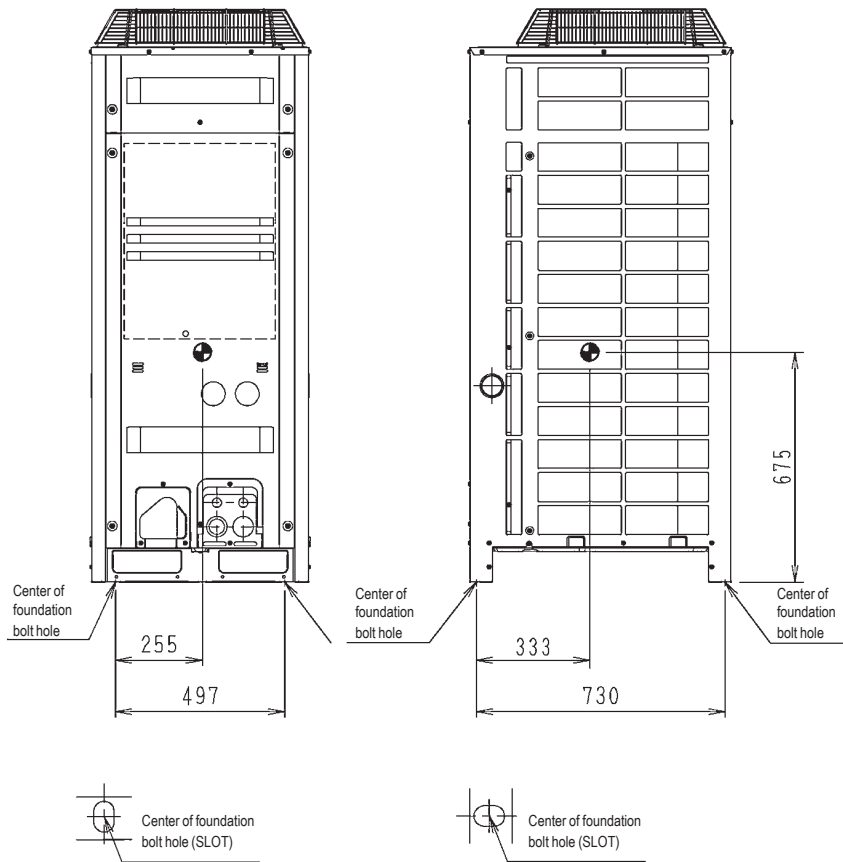 675
Center of
foundation
bolt hole
Center of
foundation
bolt hole
Center of
foundation
bolt hole
255
333
497
730
Center of foundation
bolt hole (SLOT)
Center of foundation
bolt hole (SLOT)